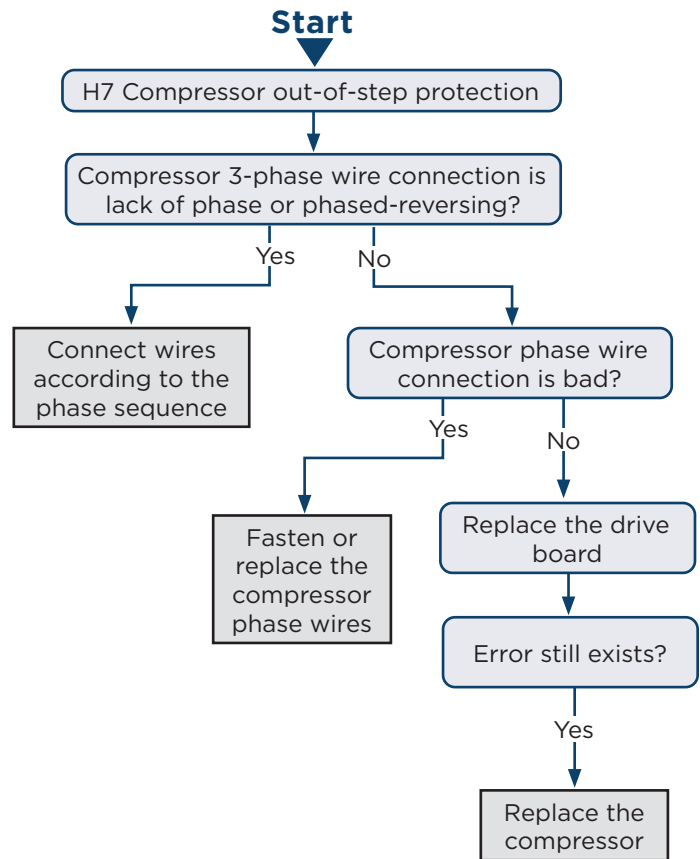 Start
H7 Compressor out-of-step protection
Compressor 3-phase wire connection is
lack of phase or phased-reversing?
Yes
No
Connect wires
according to the
phase sequence
Compressor phase wire
connection is bad?
Yes
No
Fasten or
replace the
compressor
phase wires
Replace the drive
board
Error still exists?
Yes
Replace the
compressor